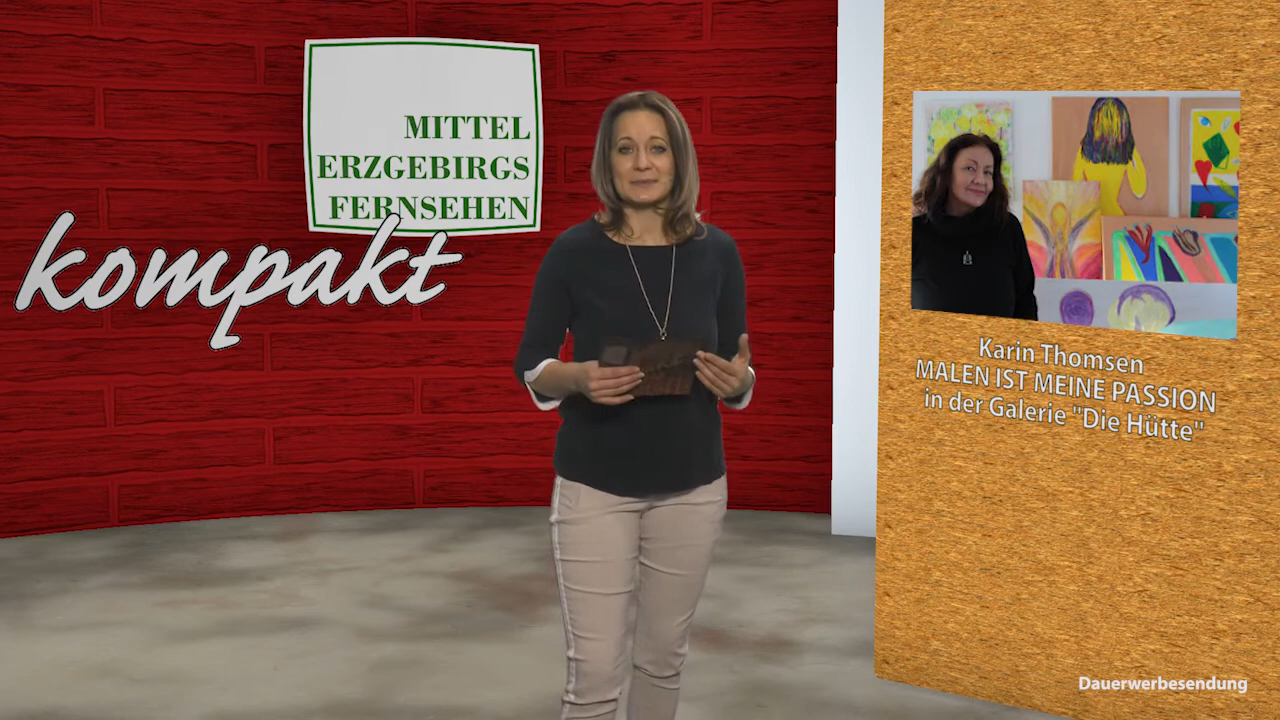 MITTEL
ERZGEBIRGS
FERNSEHEN
kompakt
Karin Thomsen
MALEN IST MEINE PASSION
in der Galerie "Die Hütte"
Dauerwerbesendung